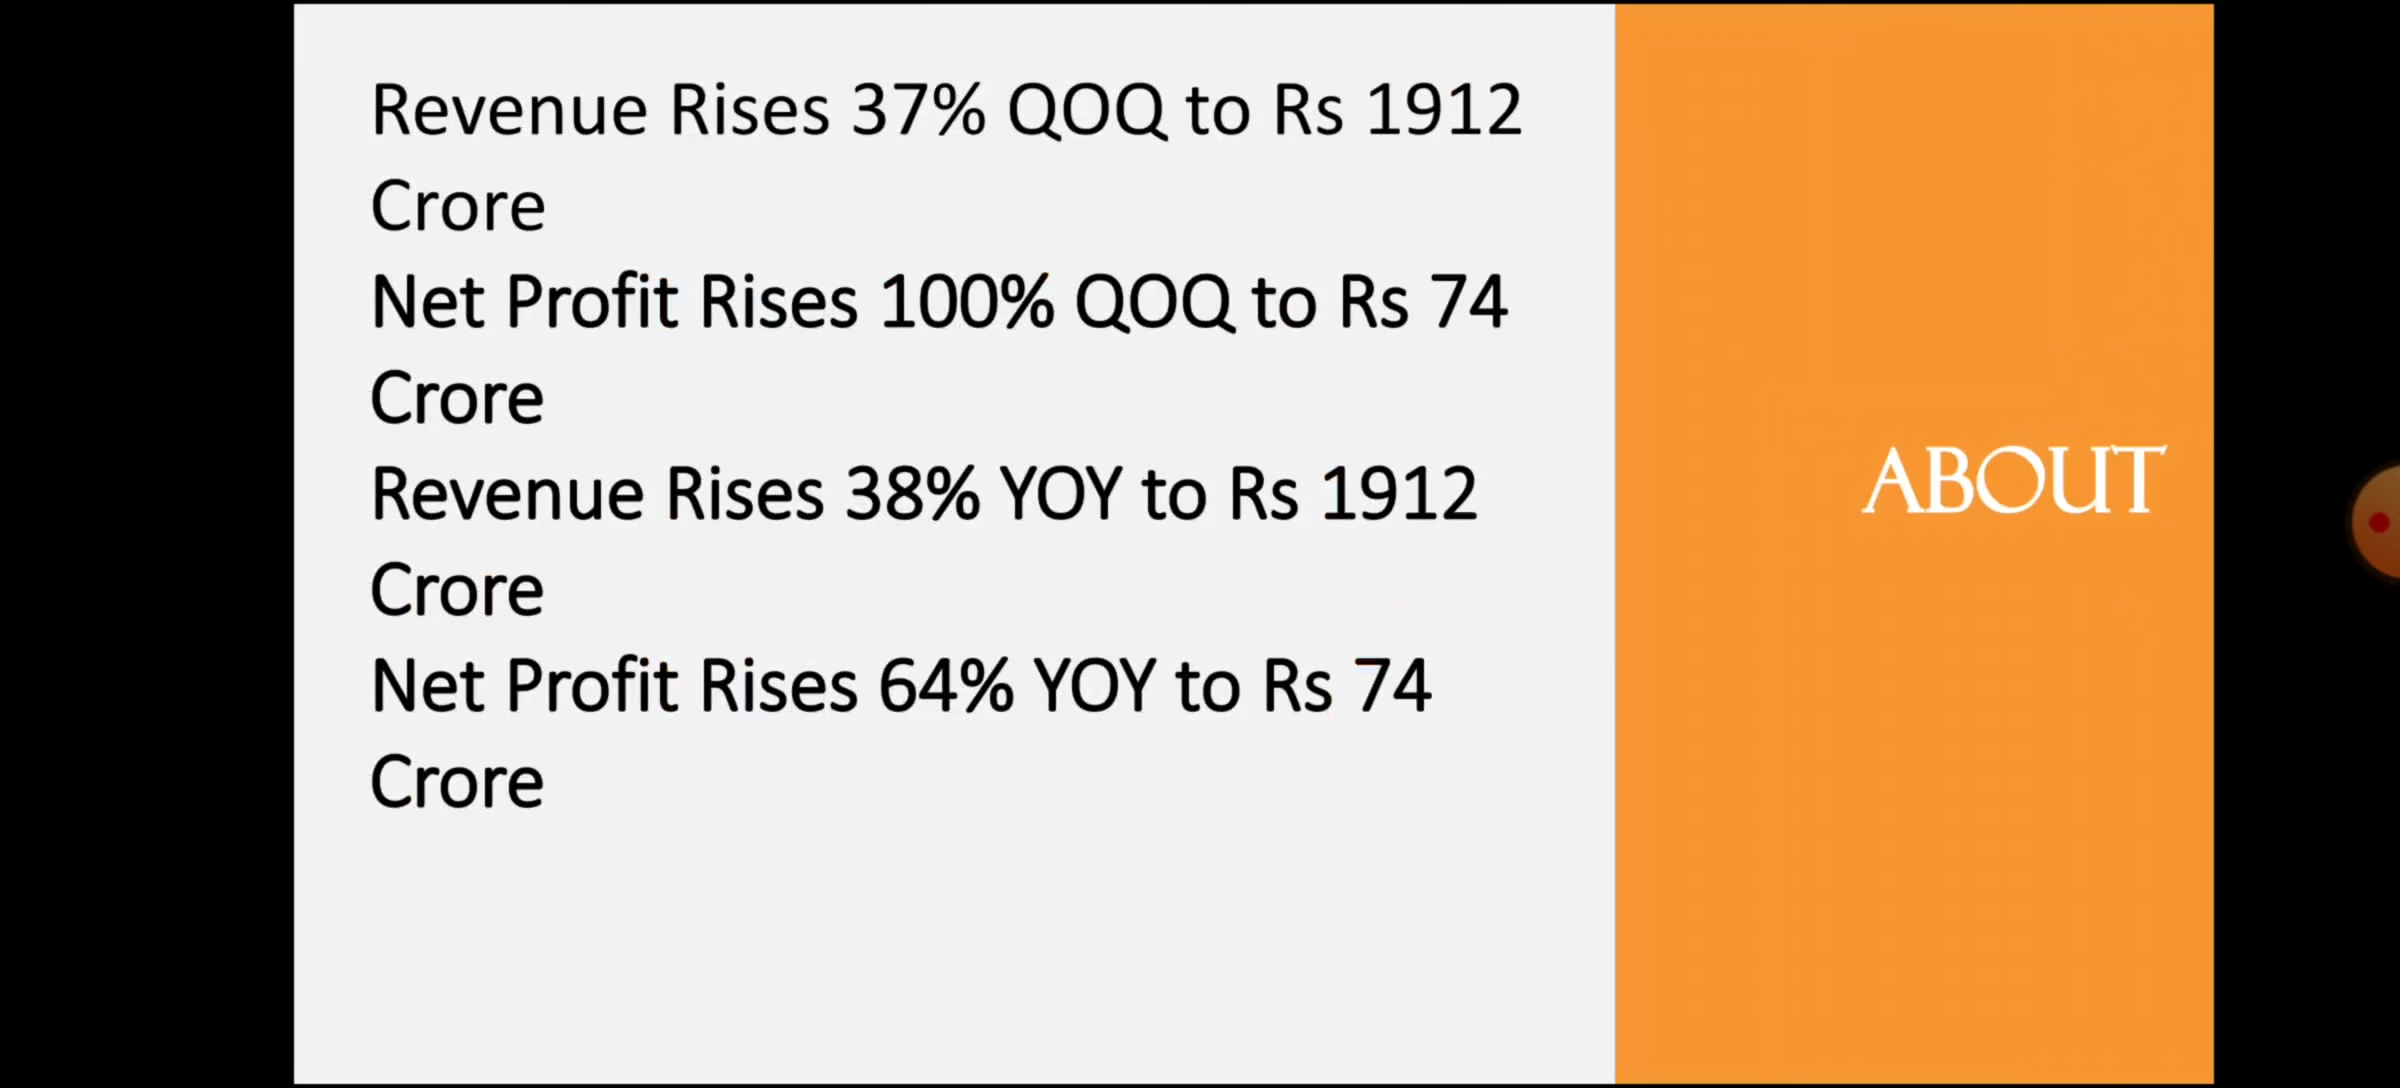 Revenue Rises 37% QOQ to Rs 1912
Crore
Net Profit Rises 100% QOQ to Rs 74
Crore
Revenue Rises 38% YOY to Rs 1912
Crore
Net Profit Rises 64% YOY to Rs 74
Crore
ABOUT